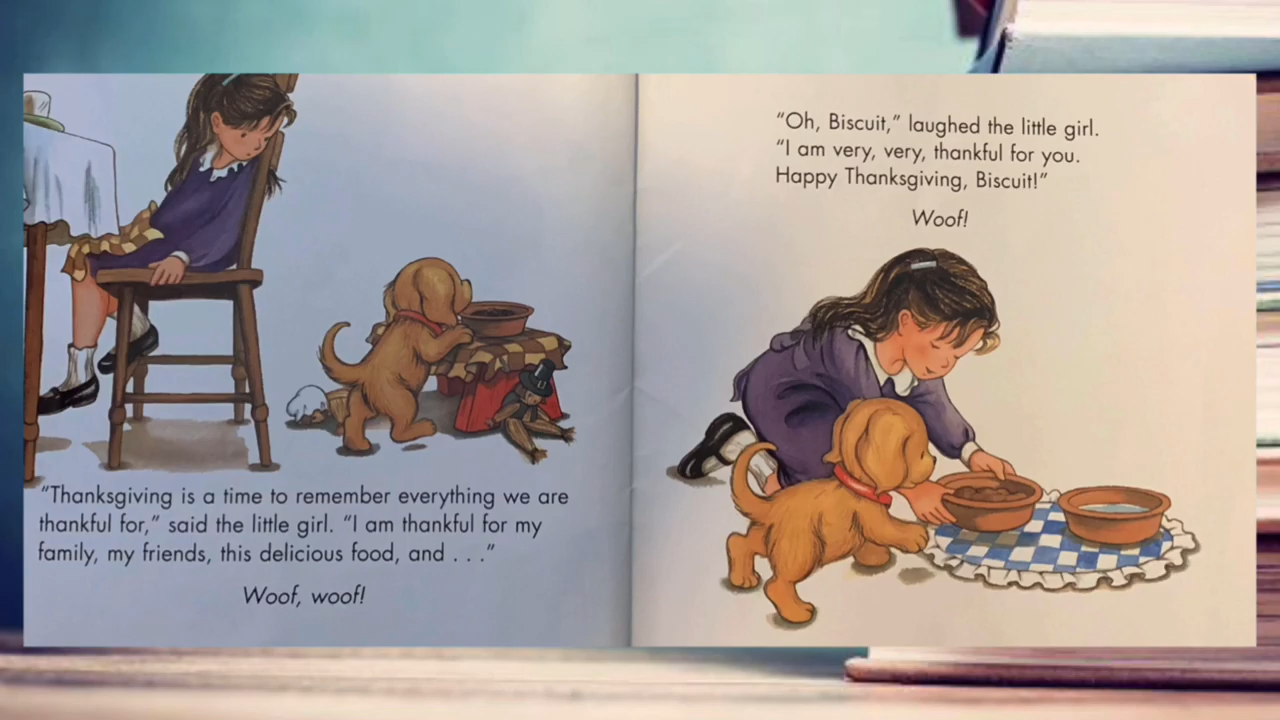 "Thanksgiving is a time to remember everything we are
thankful for," said the little girl. "I am thankful for my
family, my friends, this delicious food, and . . ."
Woof, woof!
"Oh, Biscuit," laughed the little girl.
"I am very, very, thankful for you.
Happy Thanksgiving, Biscuit!"
Woof!